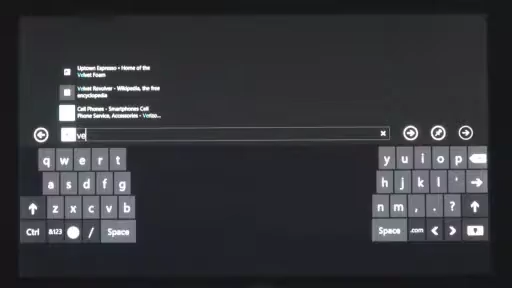 Uptown Espresso - Home of the
Velvet Foam
Velvet Revolver - Wikipedia, the free
encyclopedia
Cell Phones - Smartphones Cell
Phone Service, Accessories - Verizo...
ve
q w e r t y u i o p
a s d f g h j k l '
z x c v b n m , . ?
Ctrl &123 / Space Space .com < >